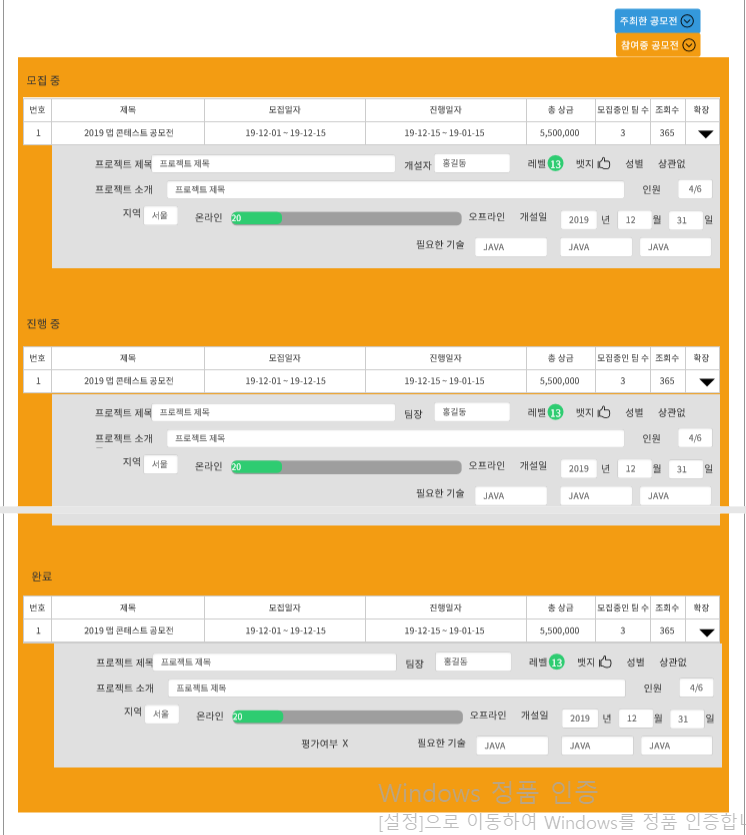 주최한 공모전
참여중 공모전
모집 중
번호 제목 모집일자 진행일자 총 상금 모집중인 팀 수 조회수 확장
1 2019 맵 콘테스트 공모전 19-12-01 ~ 19-12-15 19-12-15 ~ 19-01-15 5,500,000 3 365
프로젝트 제목 프로젝트 제목 개설자 홍길동 레벨 13 뱃지 성별 상관없
프로젝트 소개 프로젝트 제목 인원 4/6
지역 서울 온라인 20 오프라인 개설일 2019 년 12 월 31 일
필요한 기술 JAVA JAVA JAVA
진행 중
번호 제목 모집일자 진행일자 총 상금 모집중인 팀 수 조회수 확장
1 2019 맵 콘테스트 공모전 19-12-01 ~ 19-12-15 19-12-15 ~ 19-01-15 5,500,000 3 365
프로젝트 제목 프로젝트 제목 팀장 홍길동 레벨 13 뱃지 성별 상관없
프로젝트 소개 프로젝트 제목 인원 4/6
지역 서울 온라인 20 오프라인 개설일 2019 년 12 월 31 일
필요한 기술 JAVA JAVA JAVA
완료
번호 제목 모집일자 진행일자 총 상금 모집중인 팀 수 조회수 확장
1 2019 맵 콘테스트 공모전 19-12-01 ~ 19-12-15 19-12-15 ~ 19-01-15 5,500,000 3 365
프로젝트 제목 프로젝트 제목 팀장 홍길동 레벨 13 뱃지 성별 상관없
프로젝트 소개 프로젝트 제목 인원 4/6
지역 서울 온라인 20 오프라인 개설일 2019 년 12 월 31 일
평가여부 X 필요한 기술 JAVA JAVA JAVA
Windows 정품 인증
[설정]으로 이동하여 Windows를 정품 인증합니